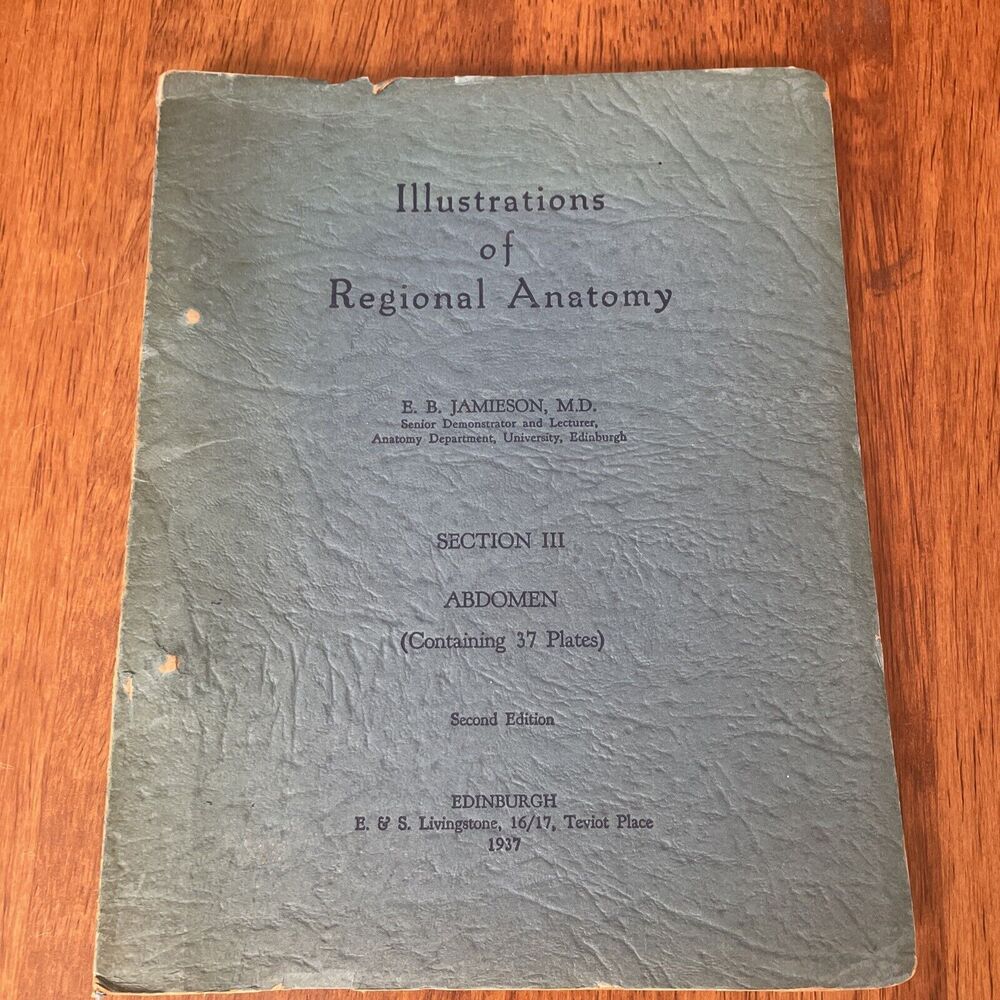 Illustrations
of
Regional Anatomy
E. B. JAMIESON, M.D.
Senior Demonstrator and Lecturer,
Anatomy Department, University, Edinburgh
SECTION III
ABDOMEN
(Containing 37 Plates)
Second Edition
EDINBURGH
E. & S. Livingstone, 16/17, Teviot Place
1937